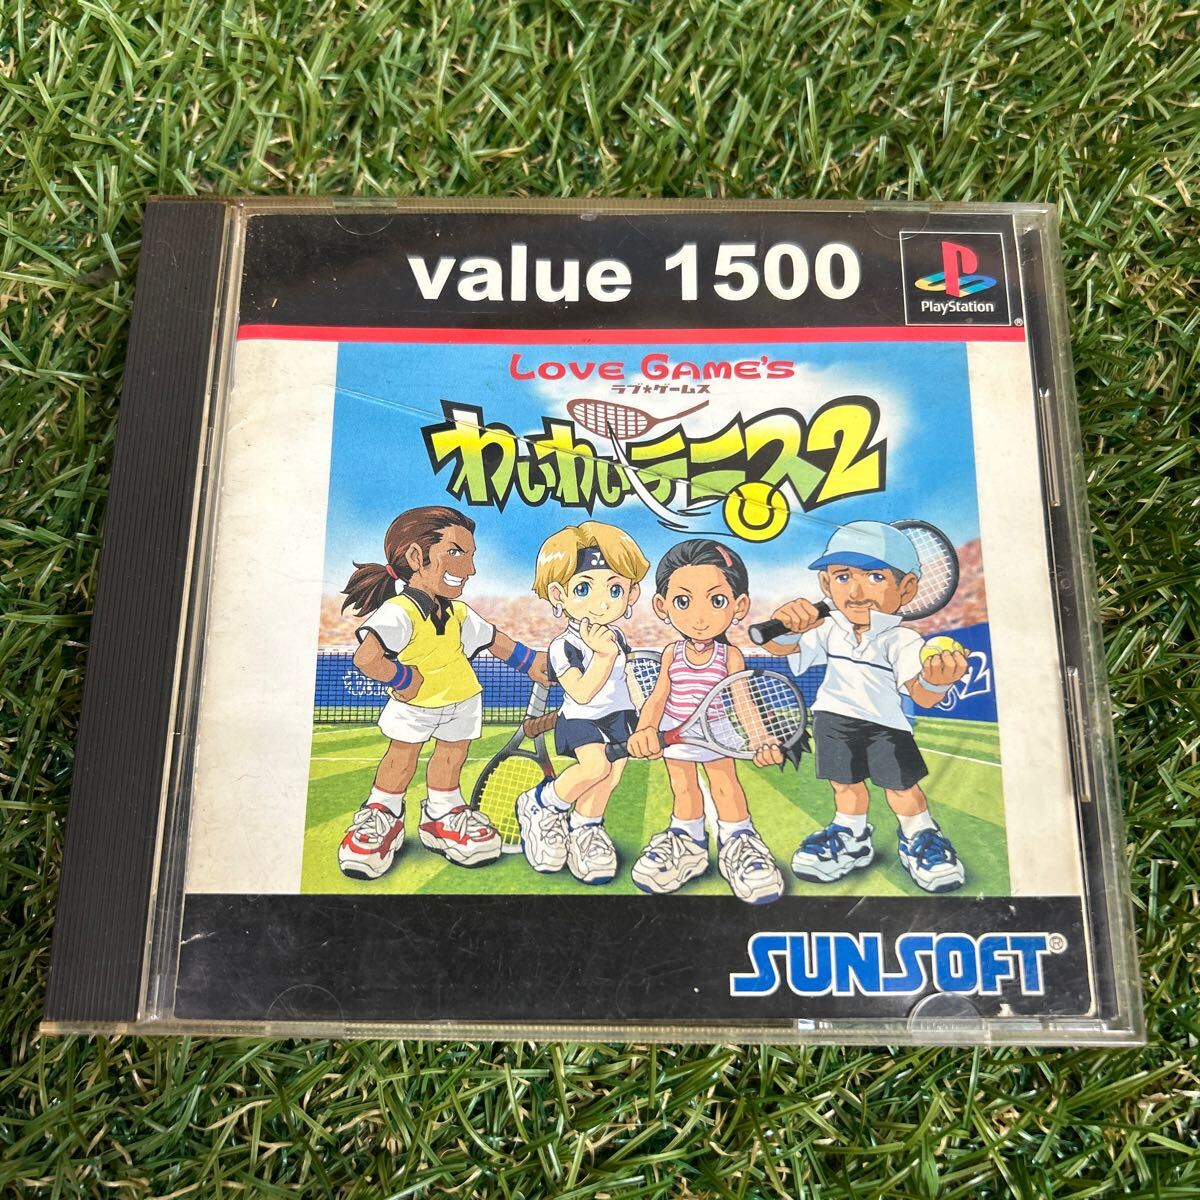 value 1500
PlayStation
®
LOVE GAME'S
ラブ★ゲームス
わいわいテニス2
SUNSOFT®